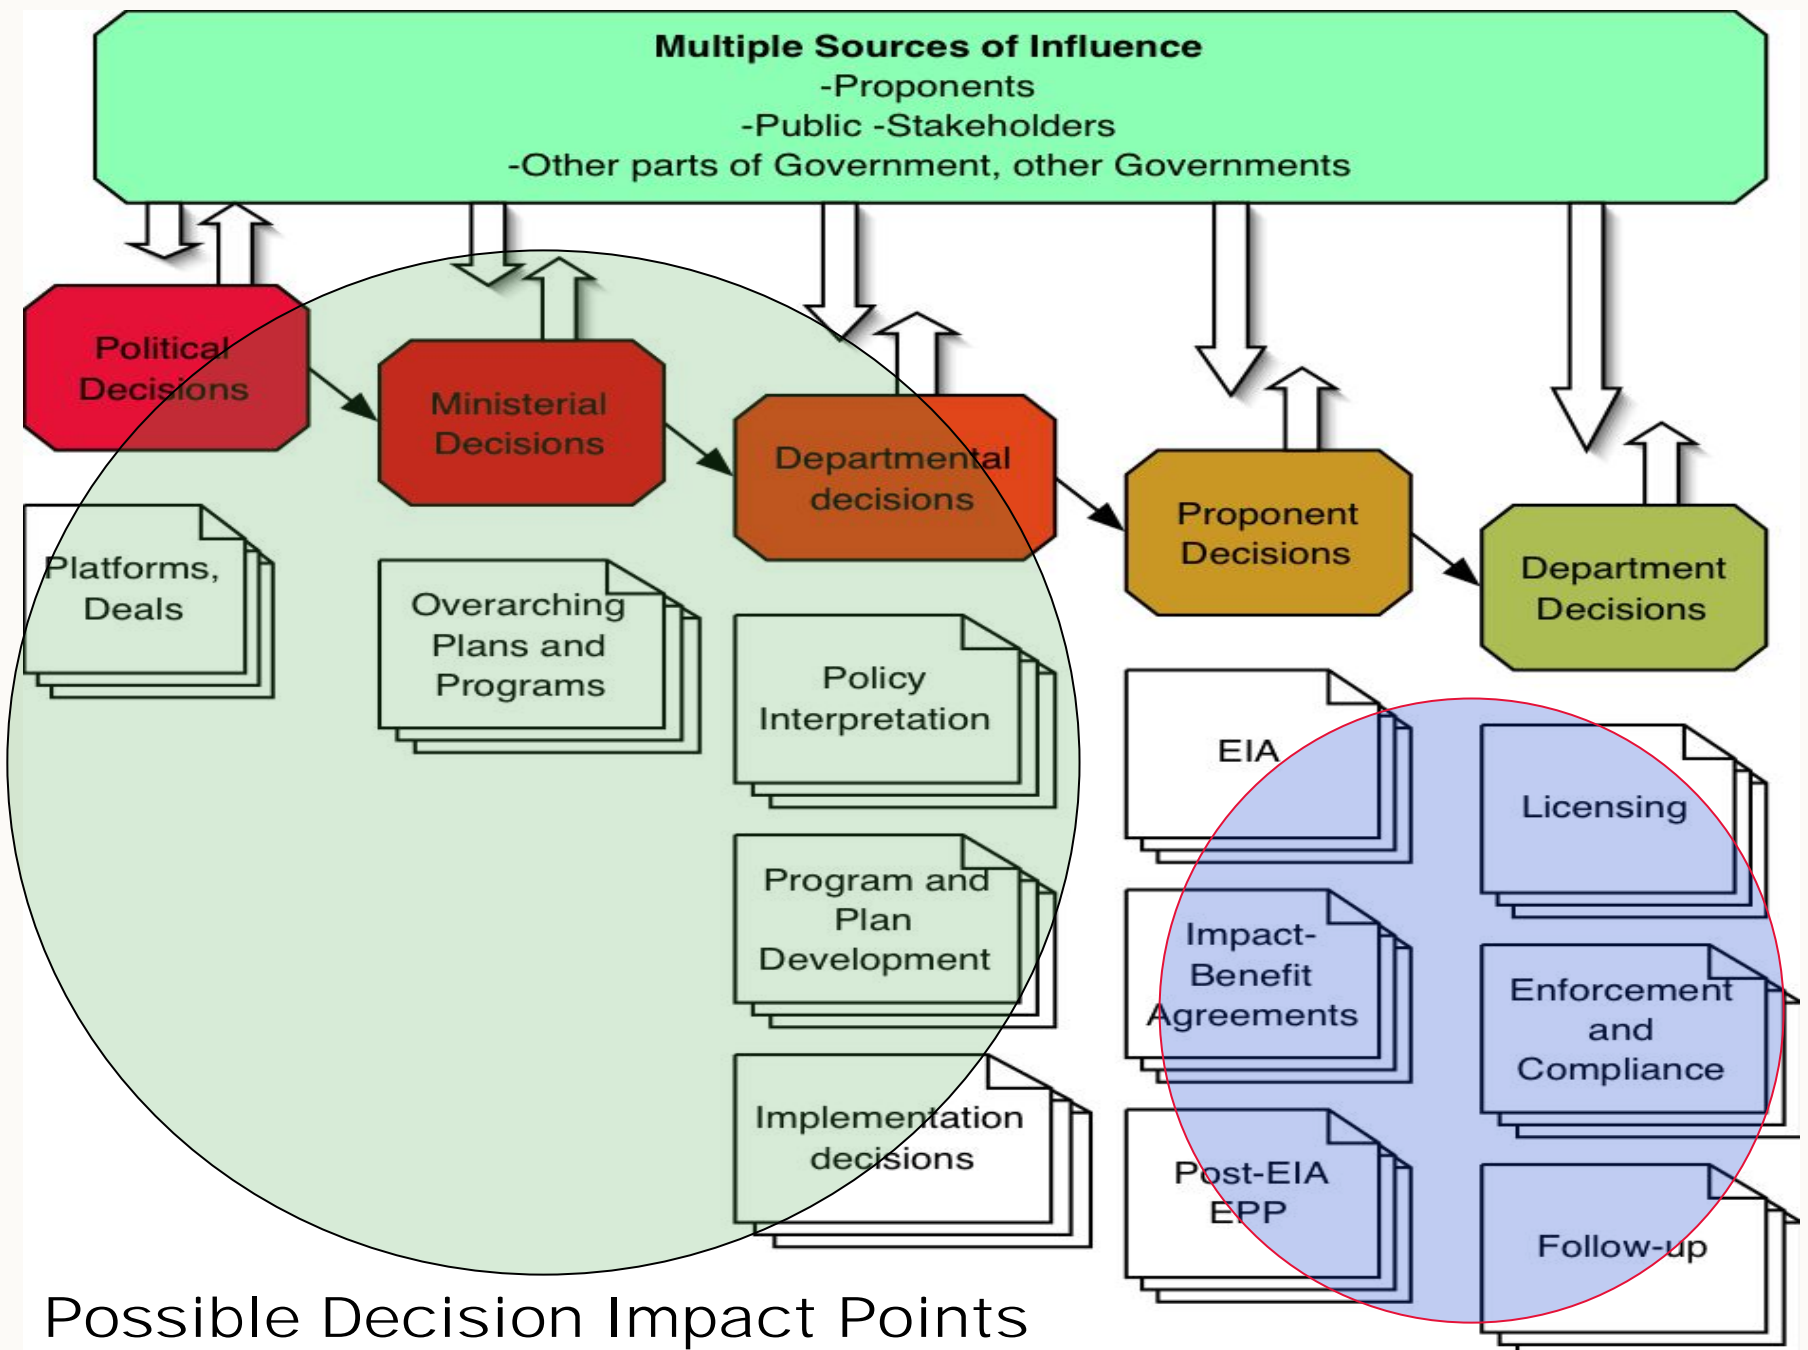 Multiple Sources of Influence
-Proponents
-Public -Stakeholders
-Other parts of Government, other Governments
Political
Decisions
Ministerial
Decisions
Departmental
decisions
Proponent
Decisions
Department
Decisions
Platforms,
Deals
Overarching
Plans and
Programs
Policy
Interpretation
Program and
Plan
Development
Implementation
decisions
EIA
Impact-
Benefit
Agreements
Post-EIA
EPP
Licensing
Enforcement
and
Compliance
Follow-up
Possible Decision Impact Points